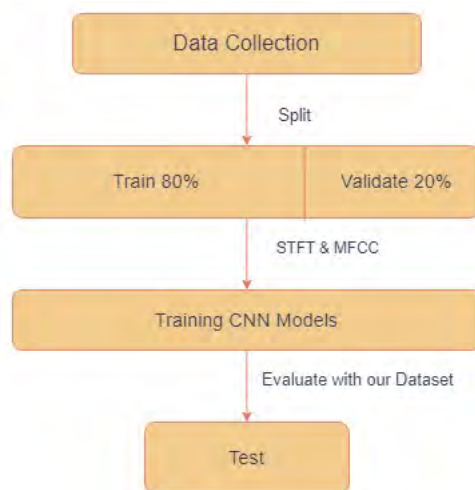 Data Collection
Split
Train 80% Validate 20%
STFT & MFCC
Training CNN Models
Evaluate with our Dataset
Test